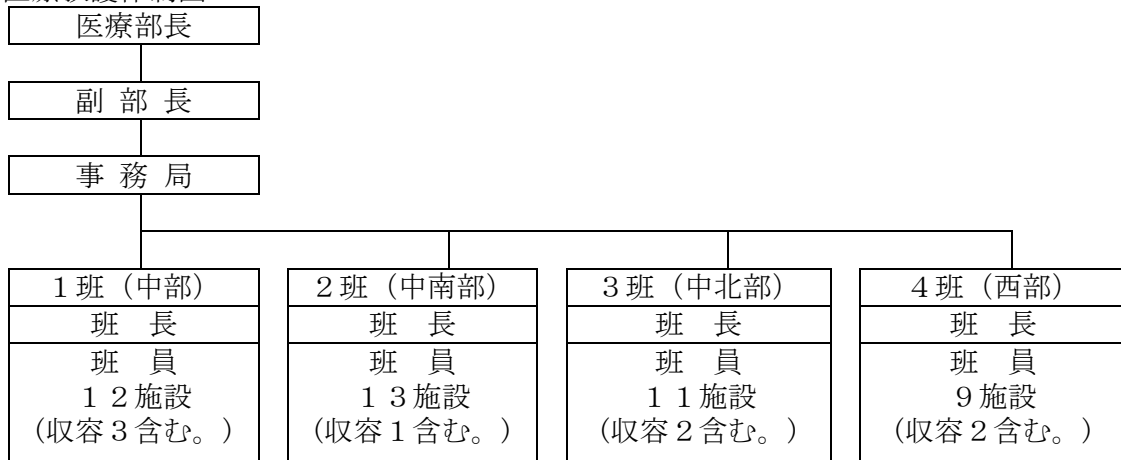 医療部長
副 部 長
事 務 局
１班（中部）
班　長
班　員
１２施設
(収容３含む。)
２班（中南部）
班　長
班　員
１３施設
(収容１含む。)
３班（中北部）
班　長
班　員
１１施設
(収容２含む。)
４班（西部）
班　長
班　員
９施設
(収容２含む。)